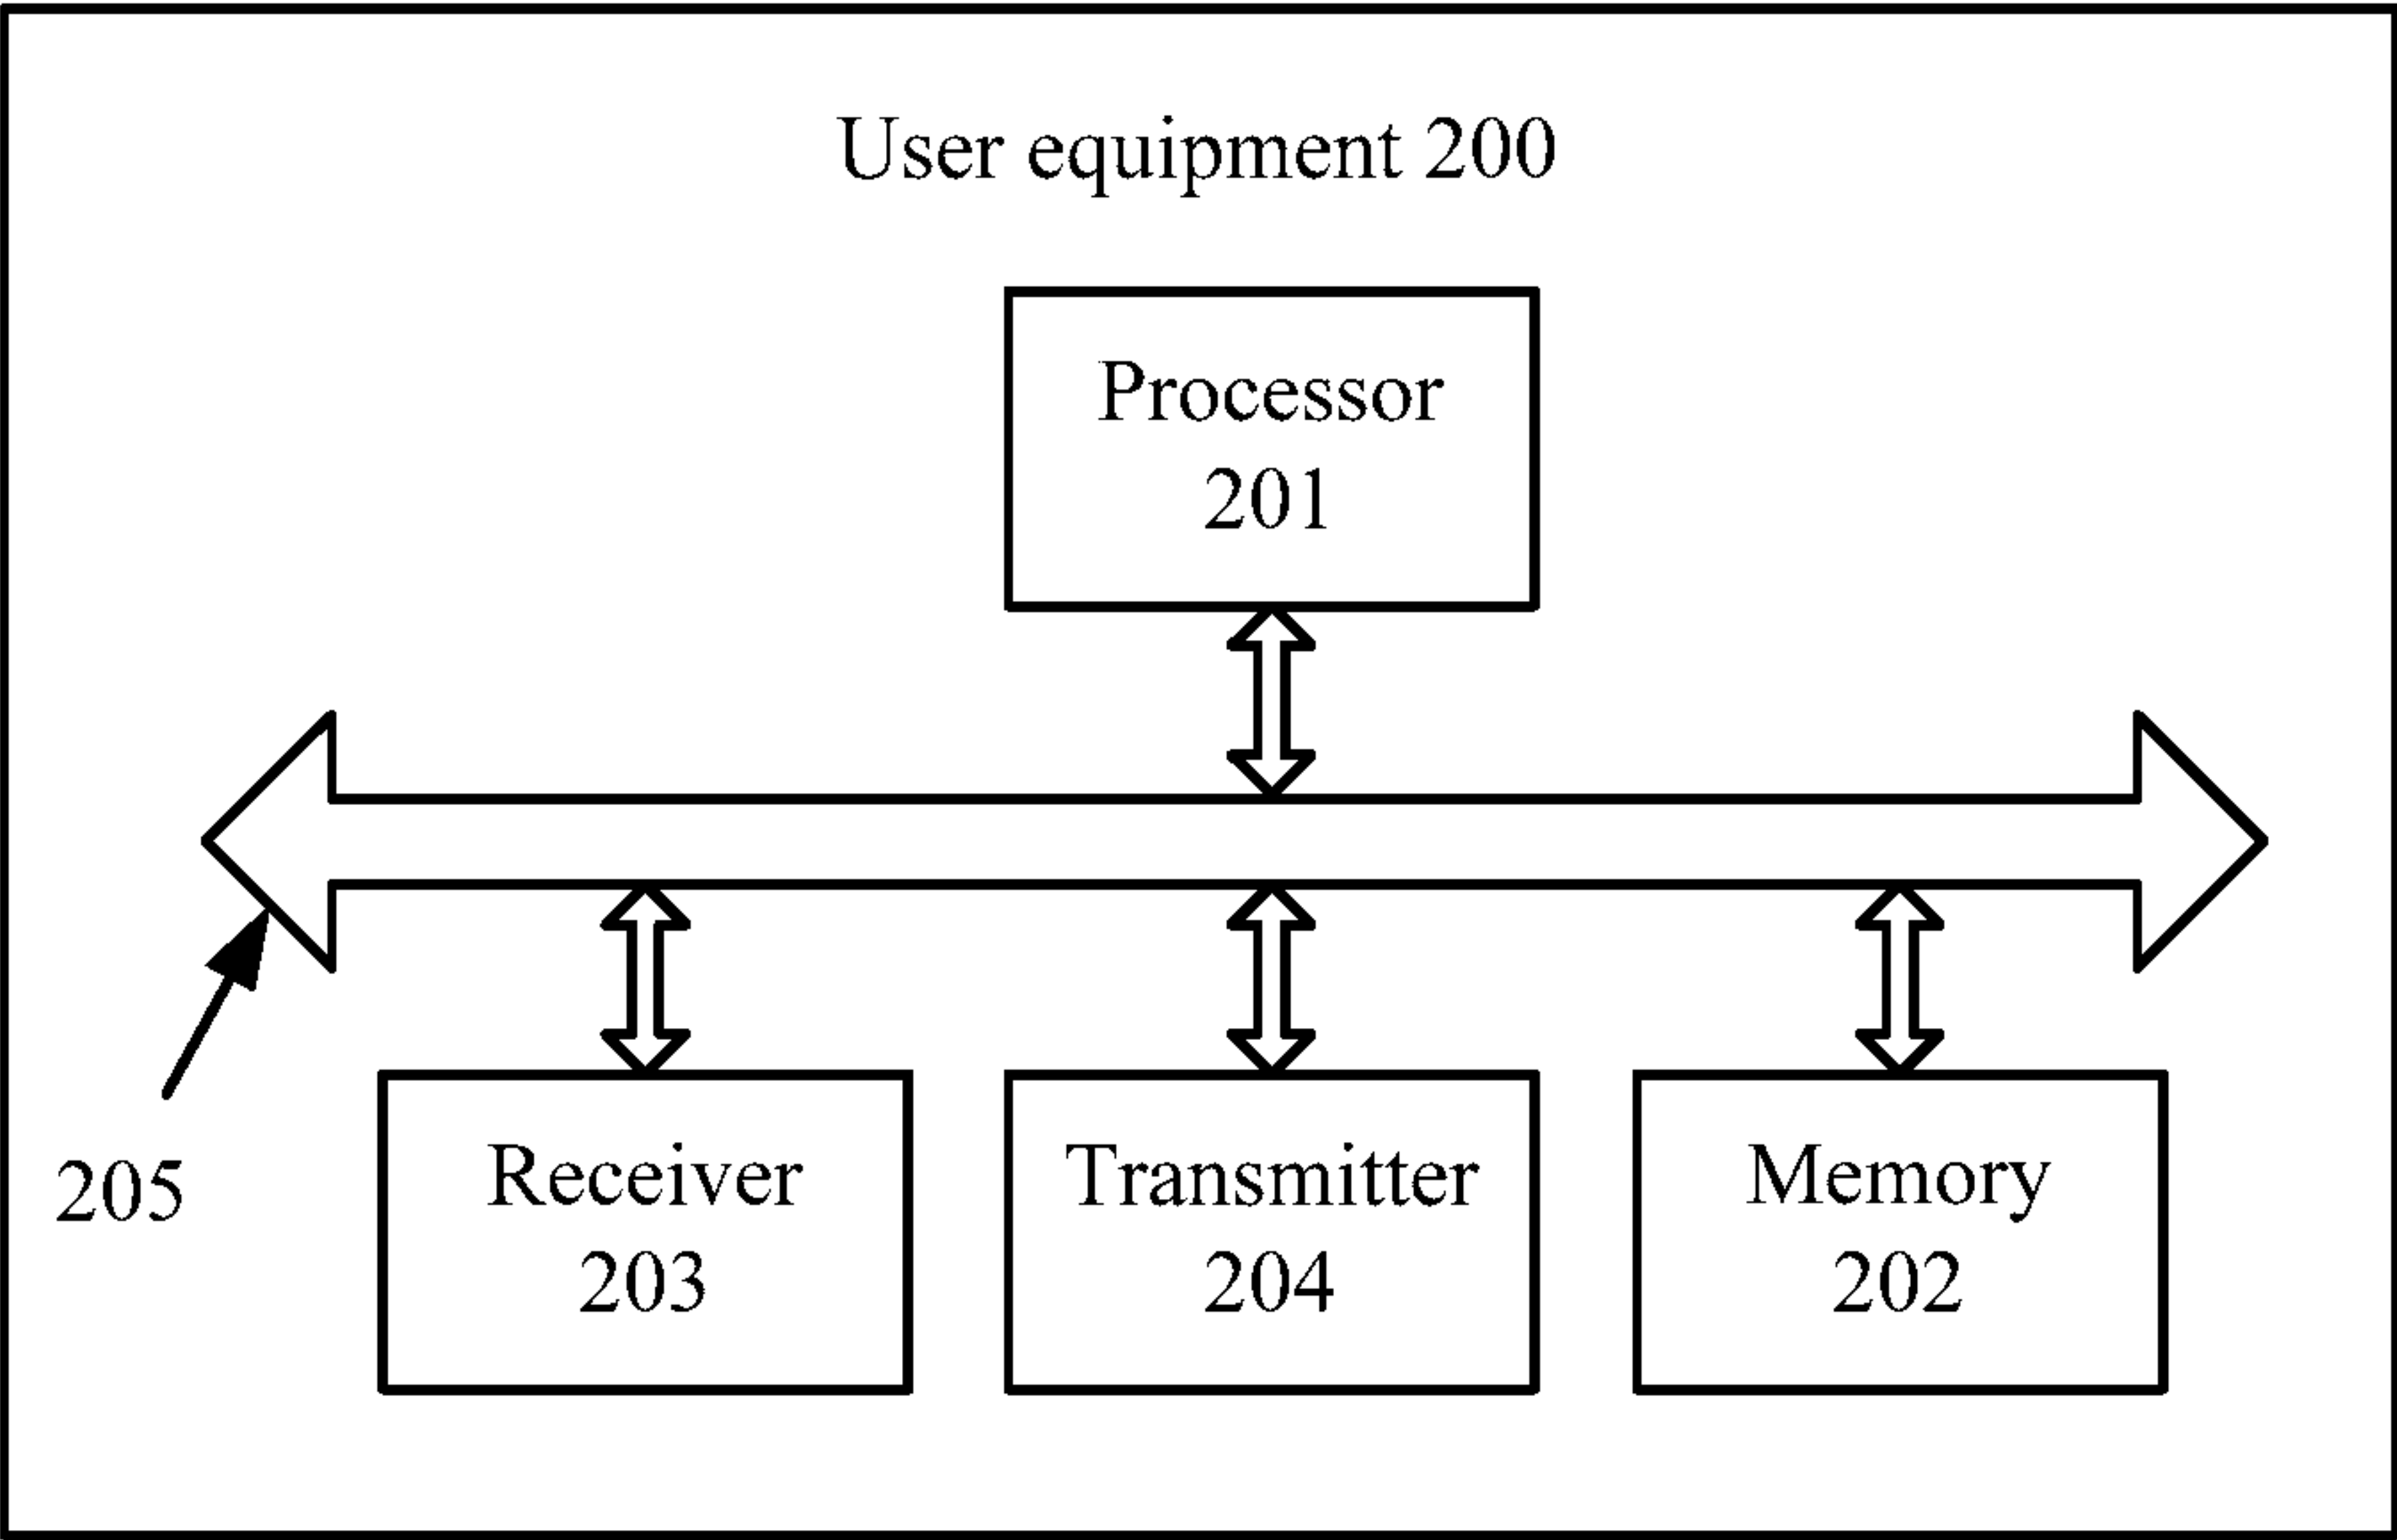 User equipment 200
Processor
201
205
Receiver
203
Transmitter
204
Memory
202